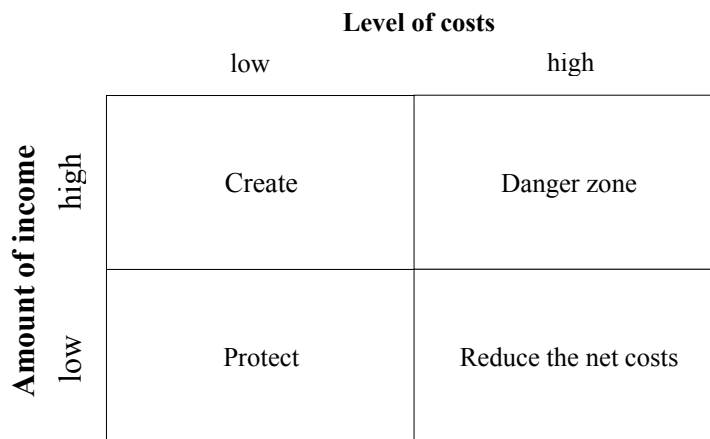 Level of costs
low high
Amount of income
high
Create Danger zone
low
Protect Reduce the net costs